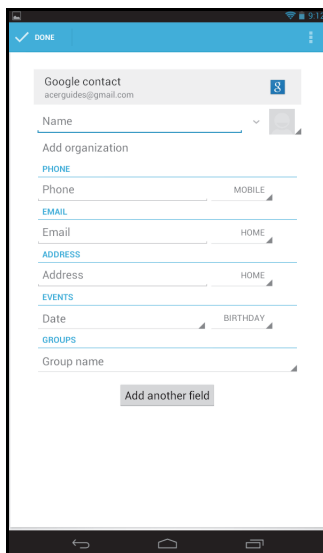 9:12
DONE
Google contact
8
acerguides@gmail.com
Name
Add organization
PHONE
Phone MOBILE
EMAIL
Email HOME
ADDRESS
Address HOME
EVENTS
Date BIRTHDAY
GROUPS
Group name
Add another field